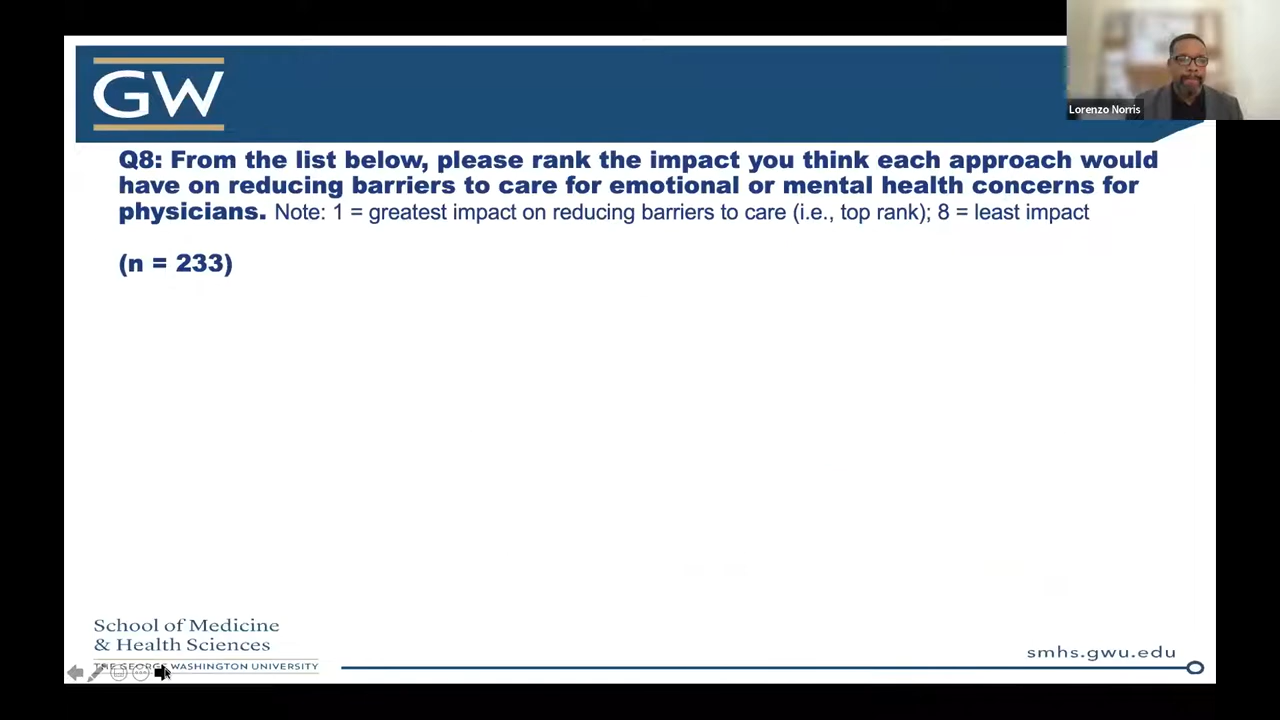 GW
Lorenzo Norris
Q8: From the list below, please rank the impact you think each approach would
have on reducing barriers to care for emotional or mental health concerns for
physicians. Note: 1 = greatest impact on reducing barriers to care (i.e., top rank); 8 = least impact
(n = 233)
School of Medicine
& Health Sciences
THE GEORGE WASHINGTON UNIVERSITY
smhs.gwu.edu